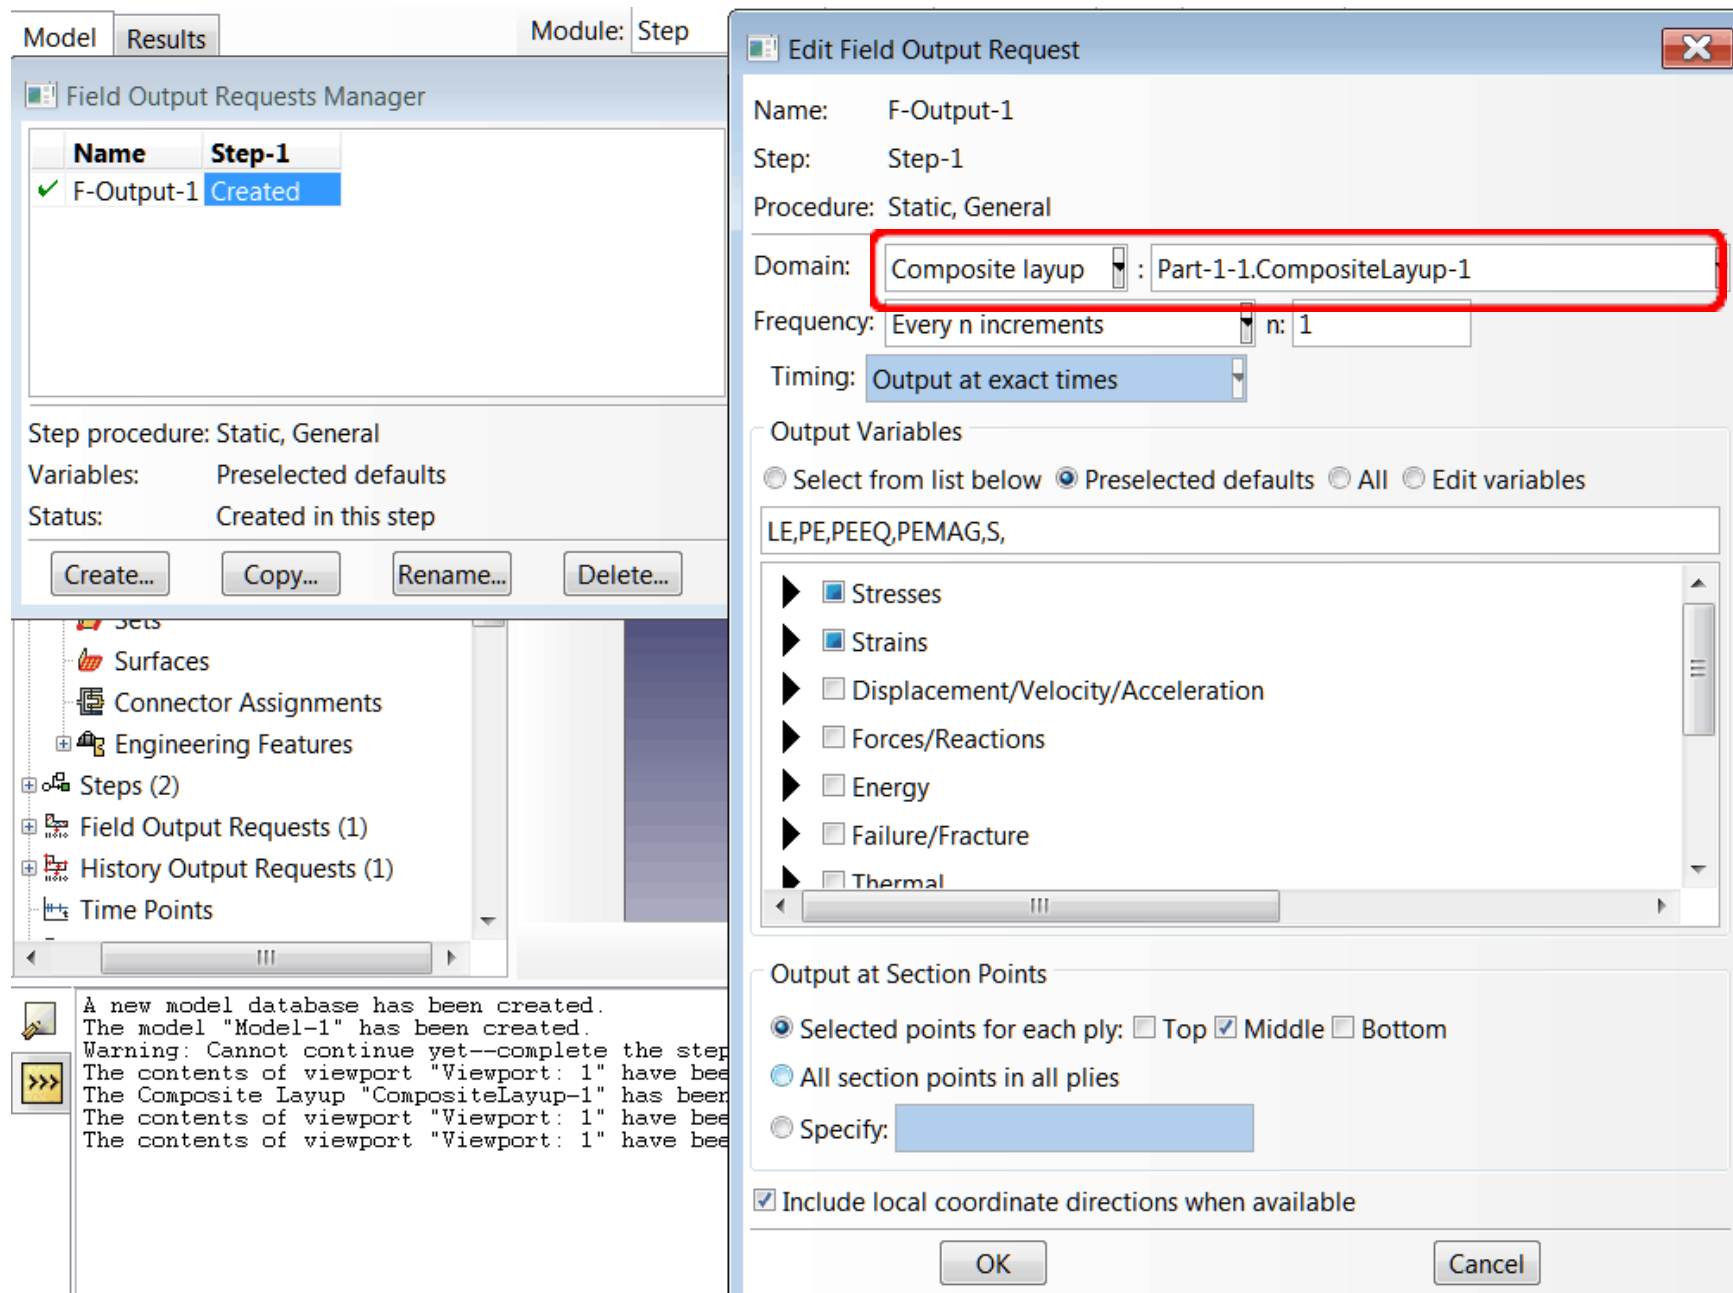 Model Results
Module: Step
Field Output Requests Manager
Name Step-1
F-Output-1 Created
Step procedure: Static, General
Variables: Preselected defaults
Status: Created in this step
Create... Copy... Rename... Delete...
Sets
Surfaces
Connector Assignments
Engineering Features
Steps (2)
Field Output Requests (1)
History Output Requests (1)
Time Points
A new model database has been created.
The model "Model-1" has been created.
Warning: Cannot continue yet--complete the step
The contents of viewport "Viewport: 1" have bee
The Composite Layup "CompositeLayup-1" has been
The contents of viewport "Viewport: 1" have bee
The contents of viewport "Viewport: 1" have bee
>>>
Edit Field Output Request
Name: F-Output-1
Step: Step-1
Procedure: Static, General
Domain: Composite layup : Part-1-1.CompositeLayup-1
Frequency: Every n increments n: 1
Timing: Output at exact times
Output Variables
Select from list below Preselected defaults All Edit variables
LE,PE,PEEQ,PEMAG,S,
Stresses
Strains
Displacement/Velocity/Acceleration
Forces/Reactions
Energy
Failure/Fracture
Thermal
Output at Section Points
Selected points for each ply: Top Middle Bottom
All section points in all plies
Specify:
Include local coordinate directions when available
OK Cancel